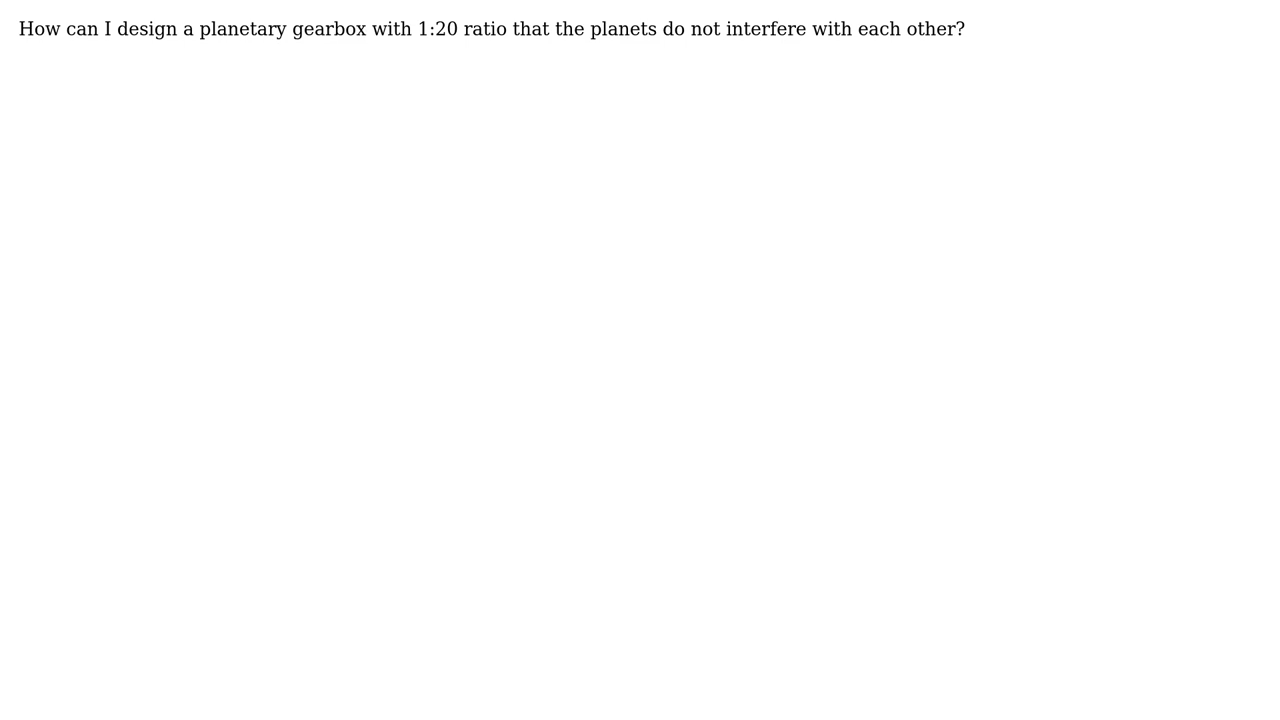 How can I design a planetary gearbox with 1:20 ratio that the planets do not interfere with each other?